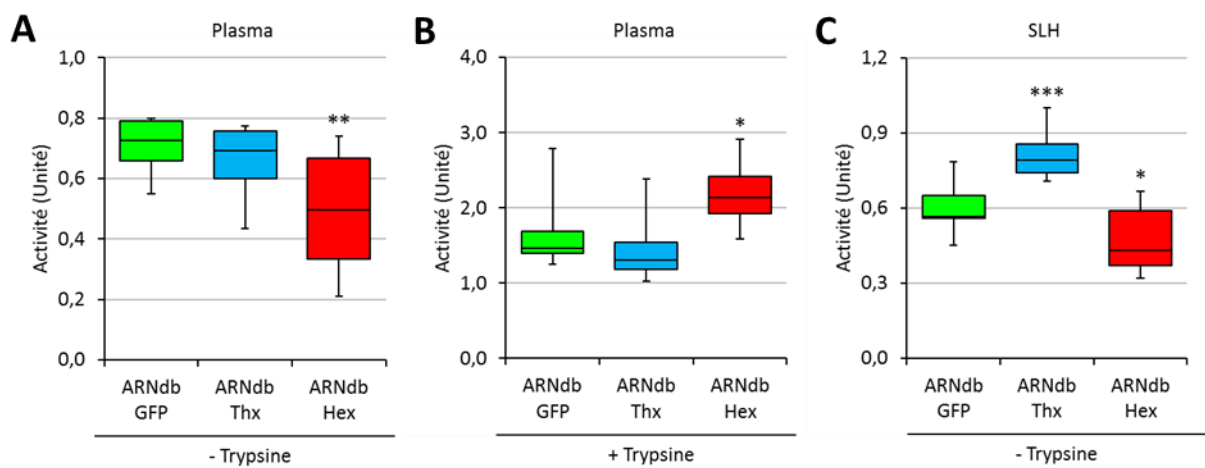 A
Plasma
Activité (Unité)
1,0
0,8
0,6
0,4
0,2
0,0
**
ARNdb GFP
ARNdb Thx
ARNdb Hex
- Trypsine
B
Plasma
Activité (Unité)
4,0
3,0
2,0
1,0
0,0
*
ARNdb GFP
ARNdb Thx
ARNdb Hex
+ Trypsine
C
SLH
Activité (Unité)
1,2
0,9
0,6
0,3
0,0
***
*
ARNdb GFP
ARNdb Thx
ARNdb Hex
- Trypsine